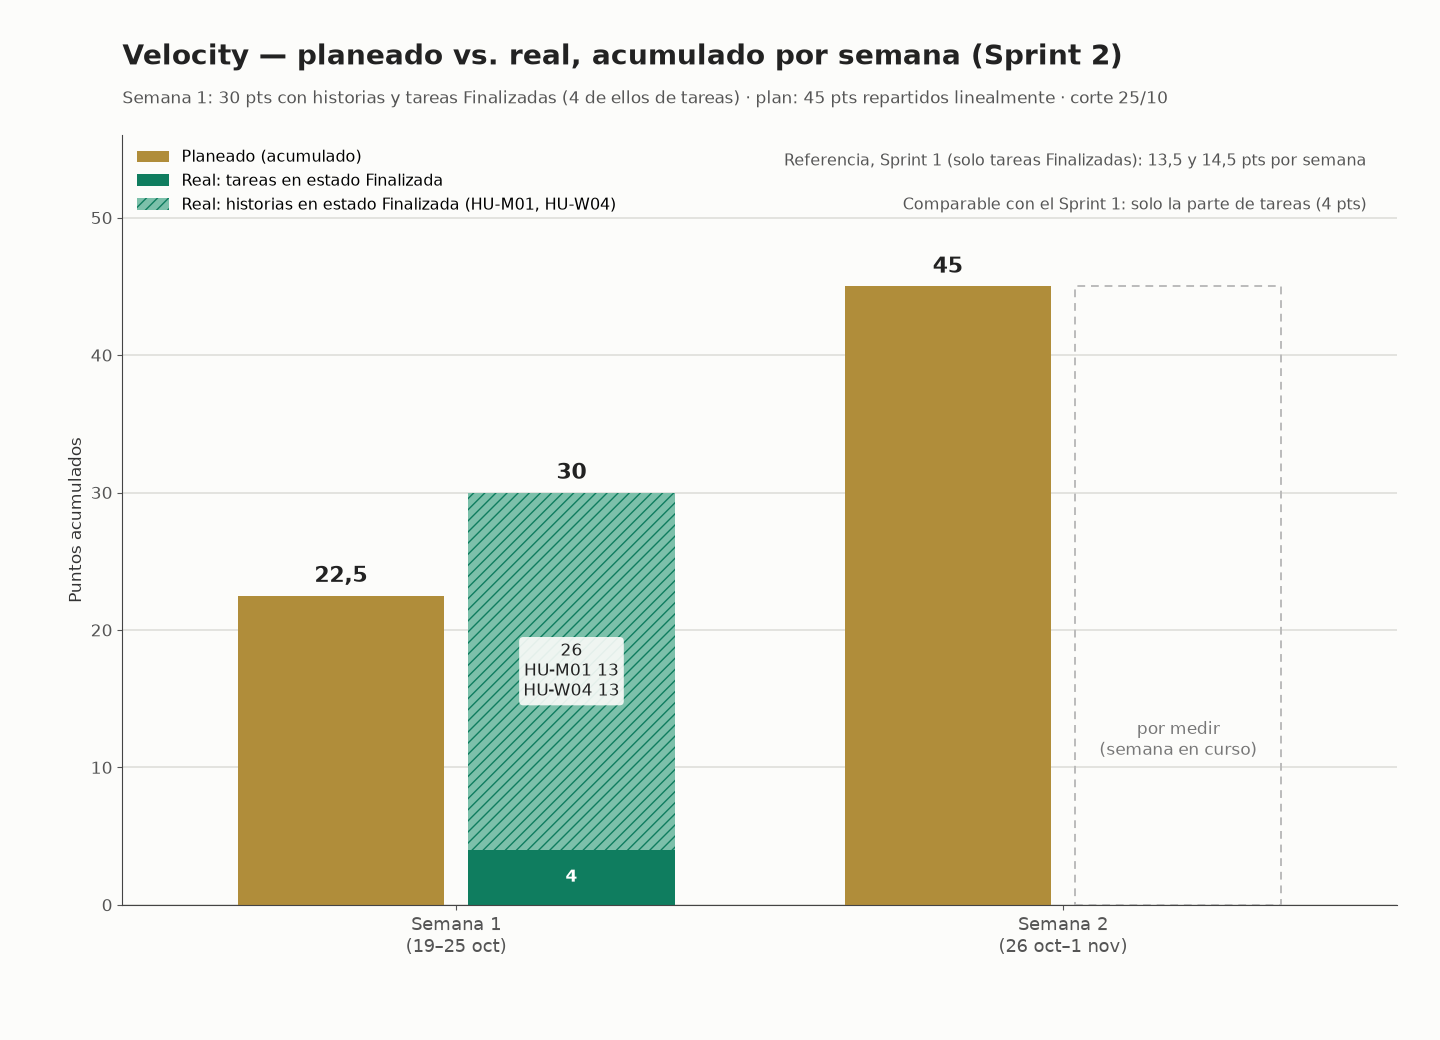 Velocity — planeado vs. real, acumulado por semana (Sprint 2)
Semana 1: 30 pts con historias y tareas Finalizadas (4 de ellos de tareas) · plan: 45 pts repartidos linealmente · corte 25/10
Planeado (acumulado)
Real: tareas en estado Finalizada
Real: historias en estado Finalizada (HU-M01, HU-W04)
Referencia, Sprint 1 (solo tareas Finalizadas): 13,5 y 14,5 pts por semana
Comparable con el Sprint 1: solo la parte de tareas (4 pts)
Puntos acumulados
50
40
30
20
10
0
22,5
30
26
HU-M01 13
HU-W04 13
4
45
por medir
(semana en curso)
Semana 1
(19–25 oct)
Semana 2
(26 oct–1 nov)